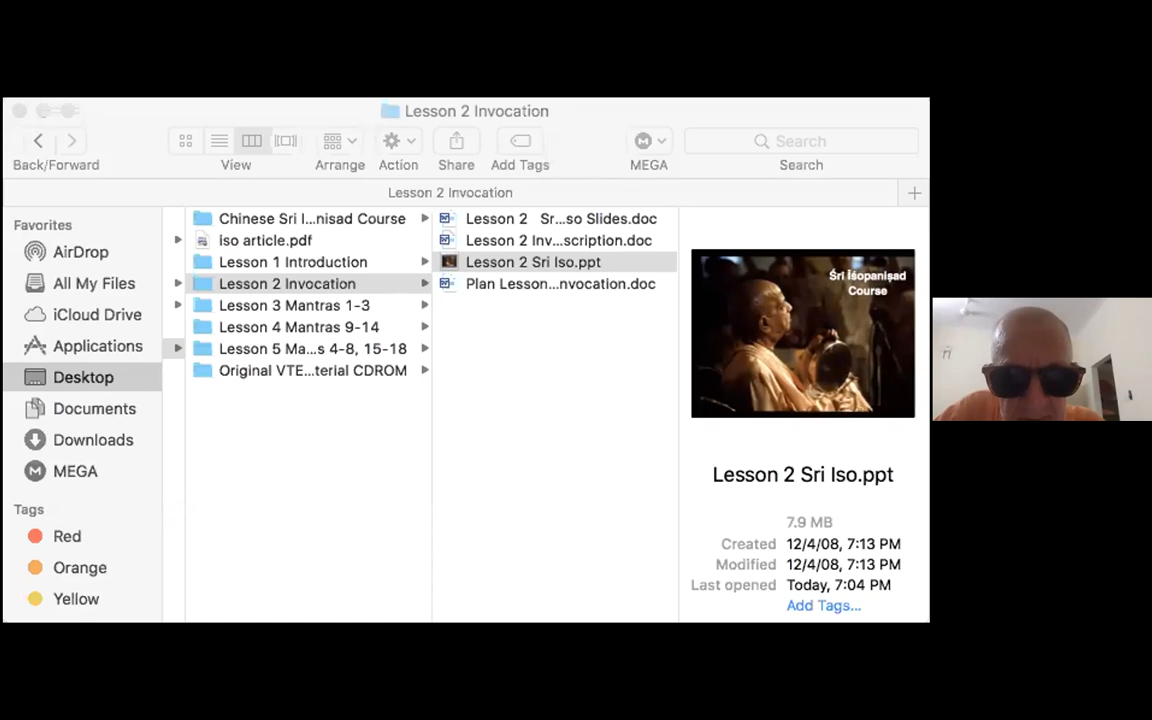 Lesson 2 Invocation
Back/Forward
View
Arrange
Action
Share
Add Tags
MEGA
Search
Search
Lesson 2 Invocation
Favorites
AirDrop
All My Files
iCloud Drive
Applications
Desktop
Documents
Downloads
MEGA
Tags
Red
Orange
Yellow
Chinese Sri I...nisad Course
iso article.pdf
Lesson 1 Introduction
Lesson 2 Invocation
Lesson 3 Mantras 1-3
Lesson 4 Mantras 9-14
Lesson 5 Ma...s 4-8, 15-18
Original VTE...terial CDROM
Lesson 2 Sr...so Slides.doc
Lesson 2 Inv...scription.doc
Lesson 2 Sri Iso.ppt
Plan Lesson...nvocation.doc
Śrī Īśopaniṣad
Course
Lesson 2 Sri Iso.ppt
7.9 MB
Created 12/4/08, 7:13 PM
Modified 12/4/08, 7:13 PM
Last opened Today, 7:04 PM
Add Tags...